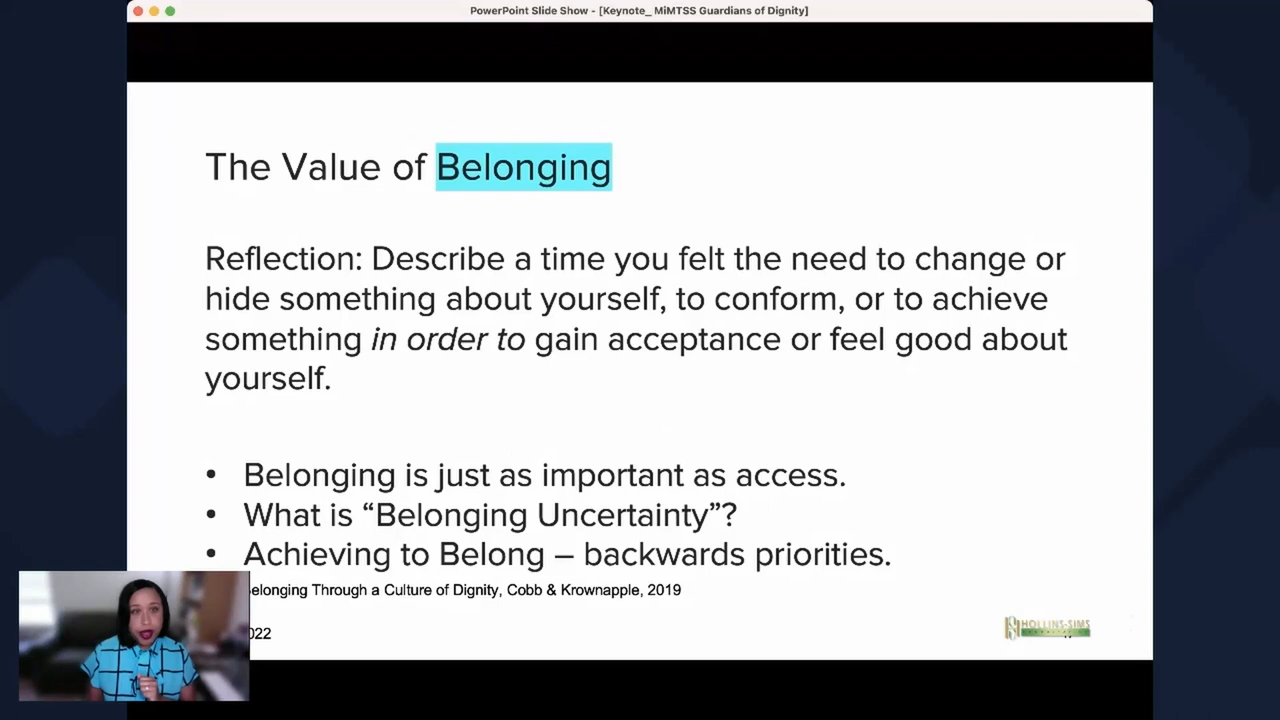 PowerPoint Slide Show - [Keynote_ MiMTSS Guardians of Dignity]
The Value of Belonging
Reflection: Describe a time you felt the need to change or
hide something about yourself, to conform, or to achieve
something in order to gain acceptance or feel good about
yourself.
• Belonging is just as important as access.
• What is “Belonging Uncertainty”?
• Achieving to Belong – backwards priorities.
elonging Through a Culture of Dignity, Cobb & Krownapple, 2019
022
HOLLINS-SIMS